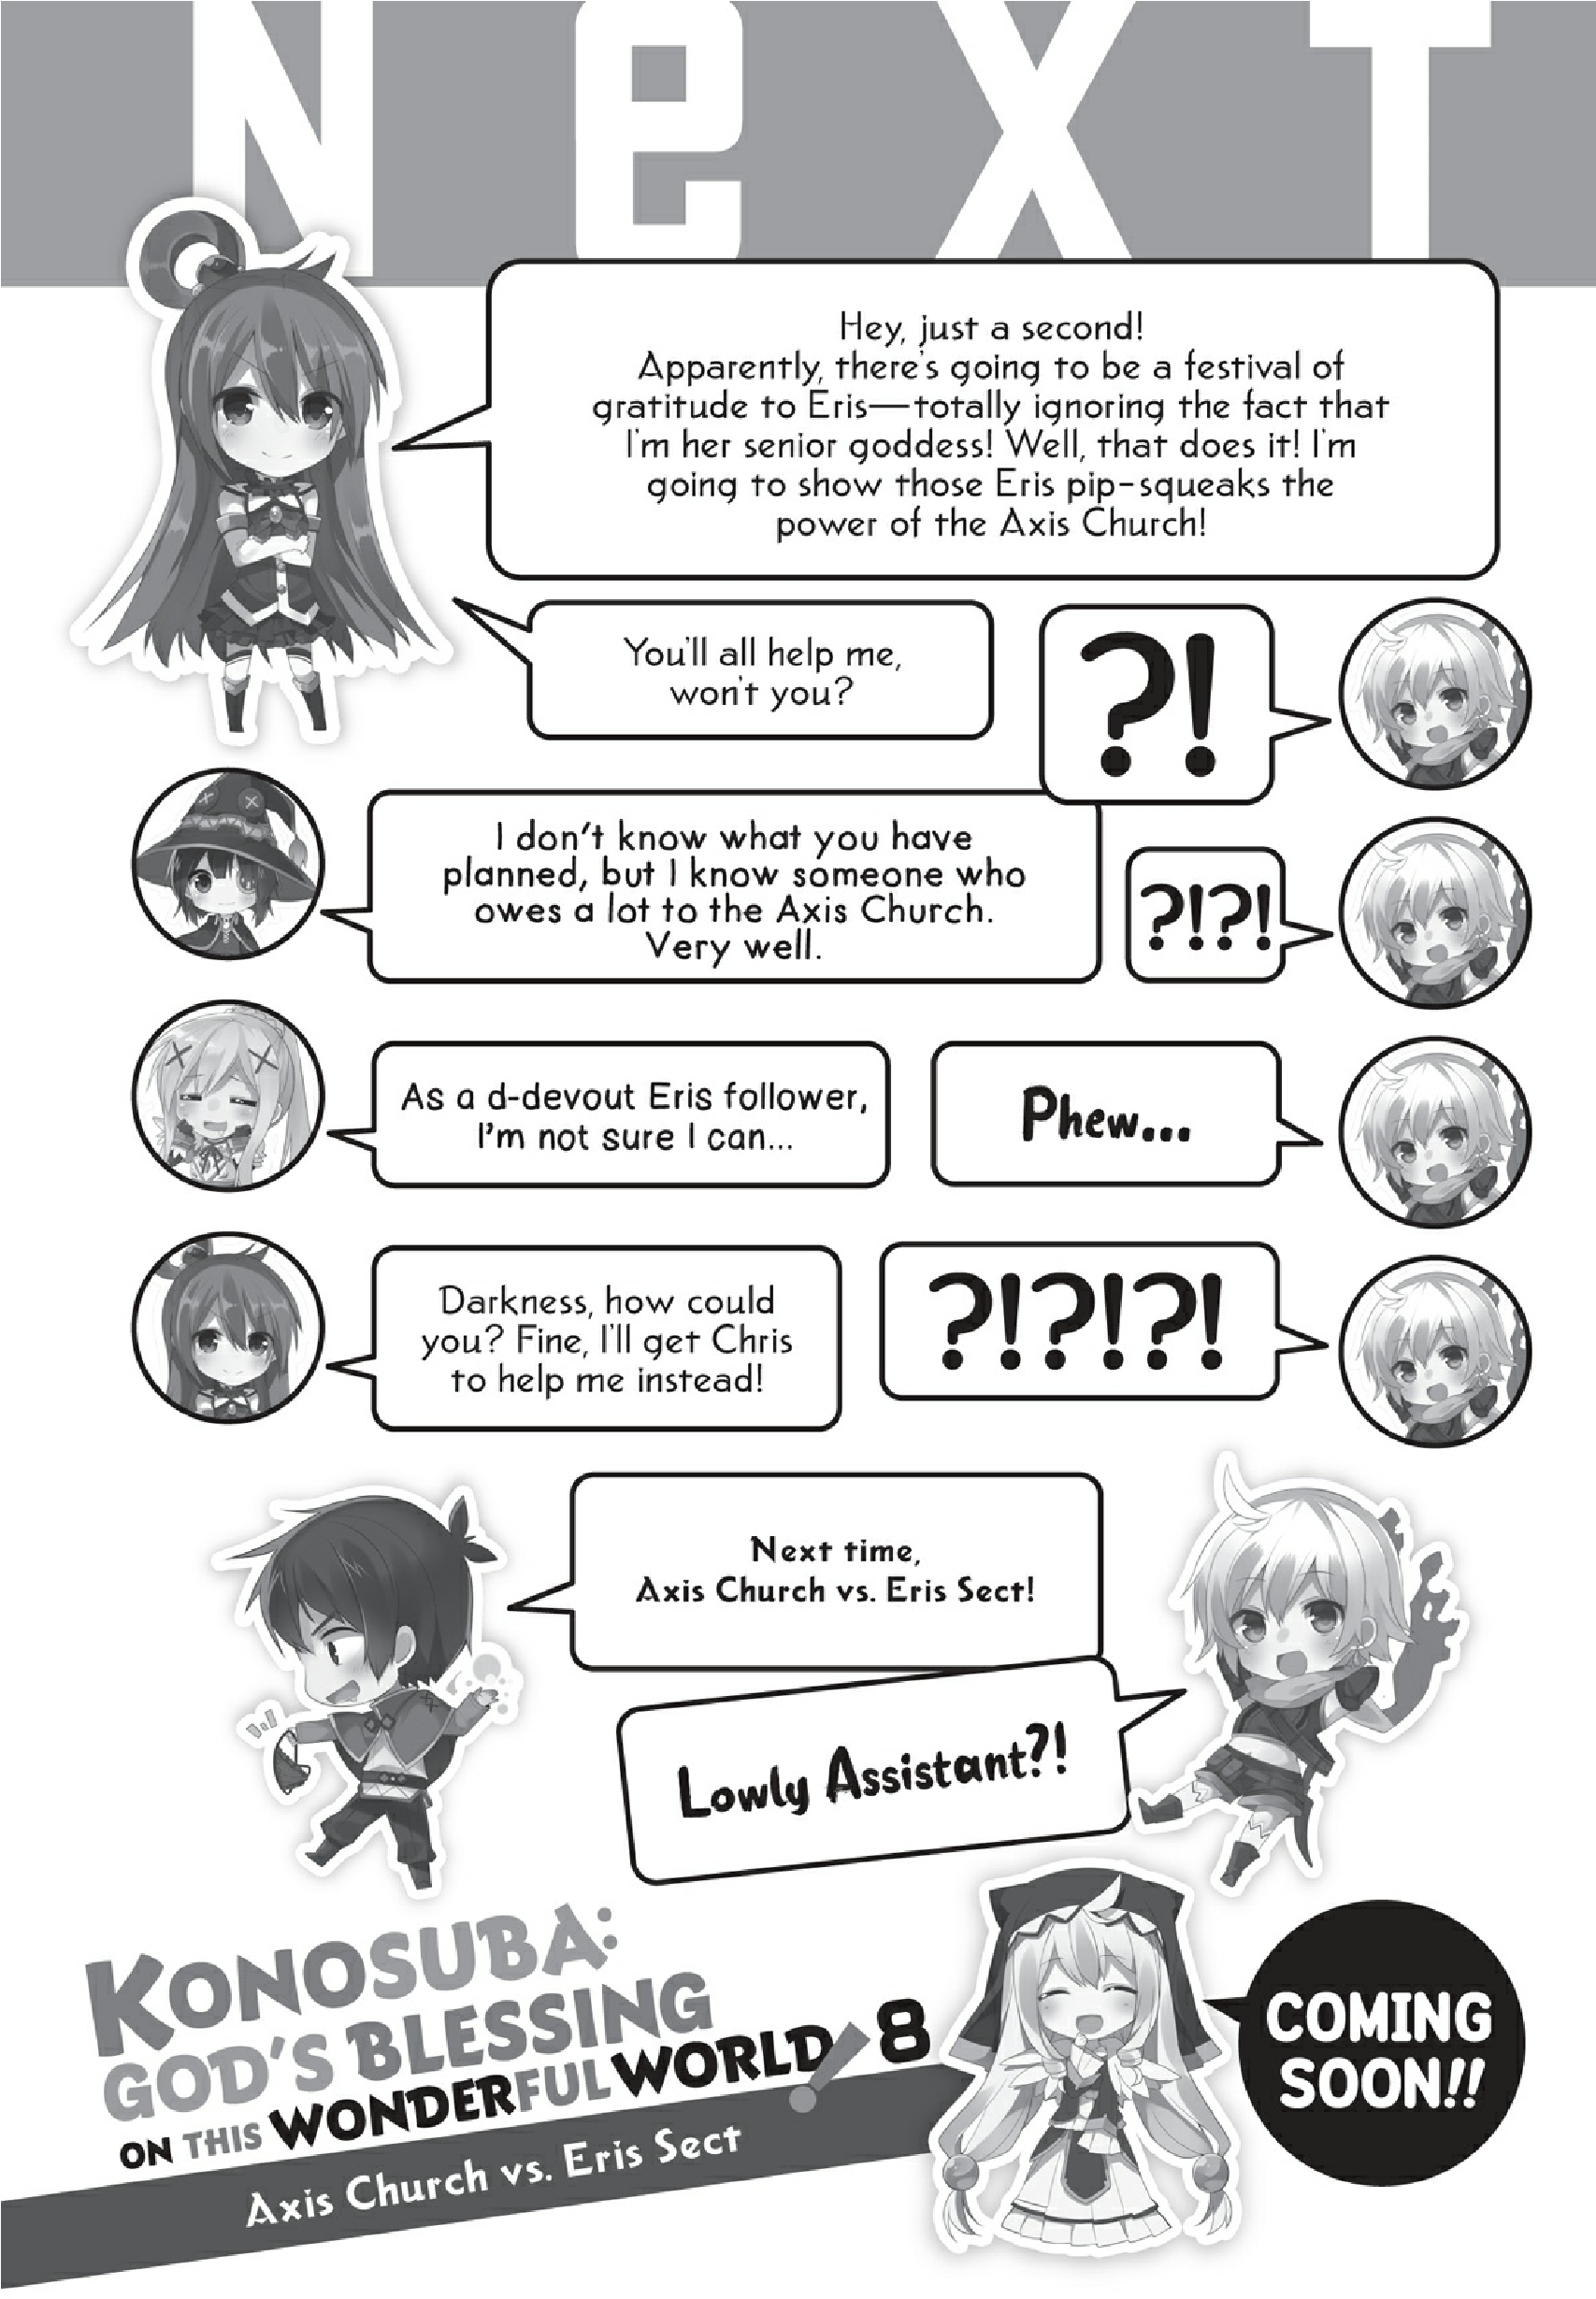 NeXT
Hey, just a second!
Apparently, there's going to be a festival of
gratitude to Eris—totally ignoring the fact that
I'm her senior goddess! Well, that does it! I'm
going to show those Eris pip-squeaks the
power of the Axis Church!
You'll all help me,
won't you?
?!
I don't know what you have
planned, but I know someone who
owes a lot to the Axis Church.
Very well.
?!?!
As a d-devout Eris follower,
I'm not sure I can...
Phew...
Darkness, how could
you? Fine, I'll get Chris
to help me instead!
?!?!?!
Next time,
Axis Church vs. Eris Sect!
Lowly Assistant?!
KONOSUBA:
GOD'S BLESSING
ON THIS WONDERFUL WORLD! 8
Axis Church vs. Eris Sect
COMING
SOON!!